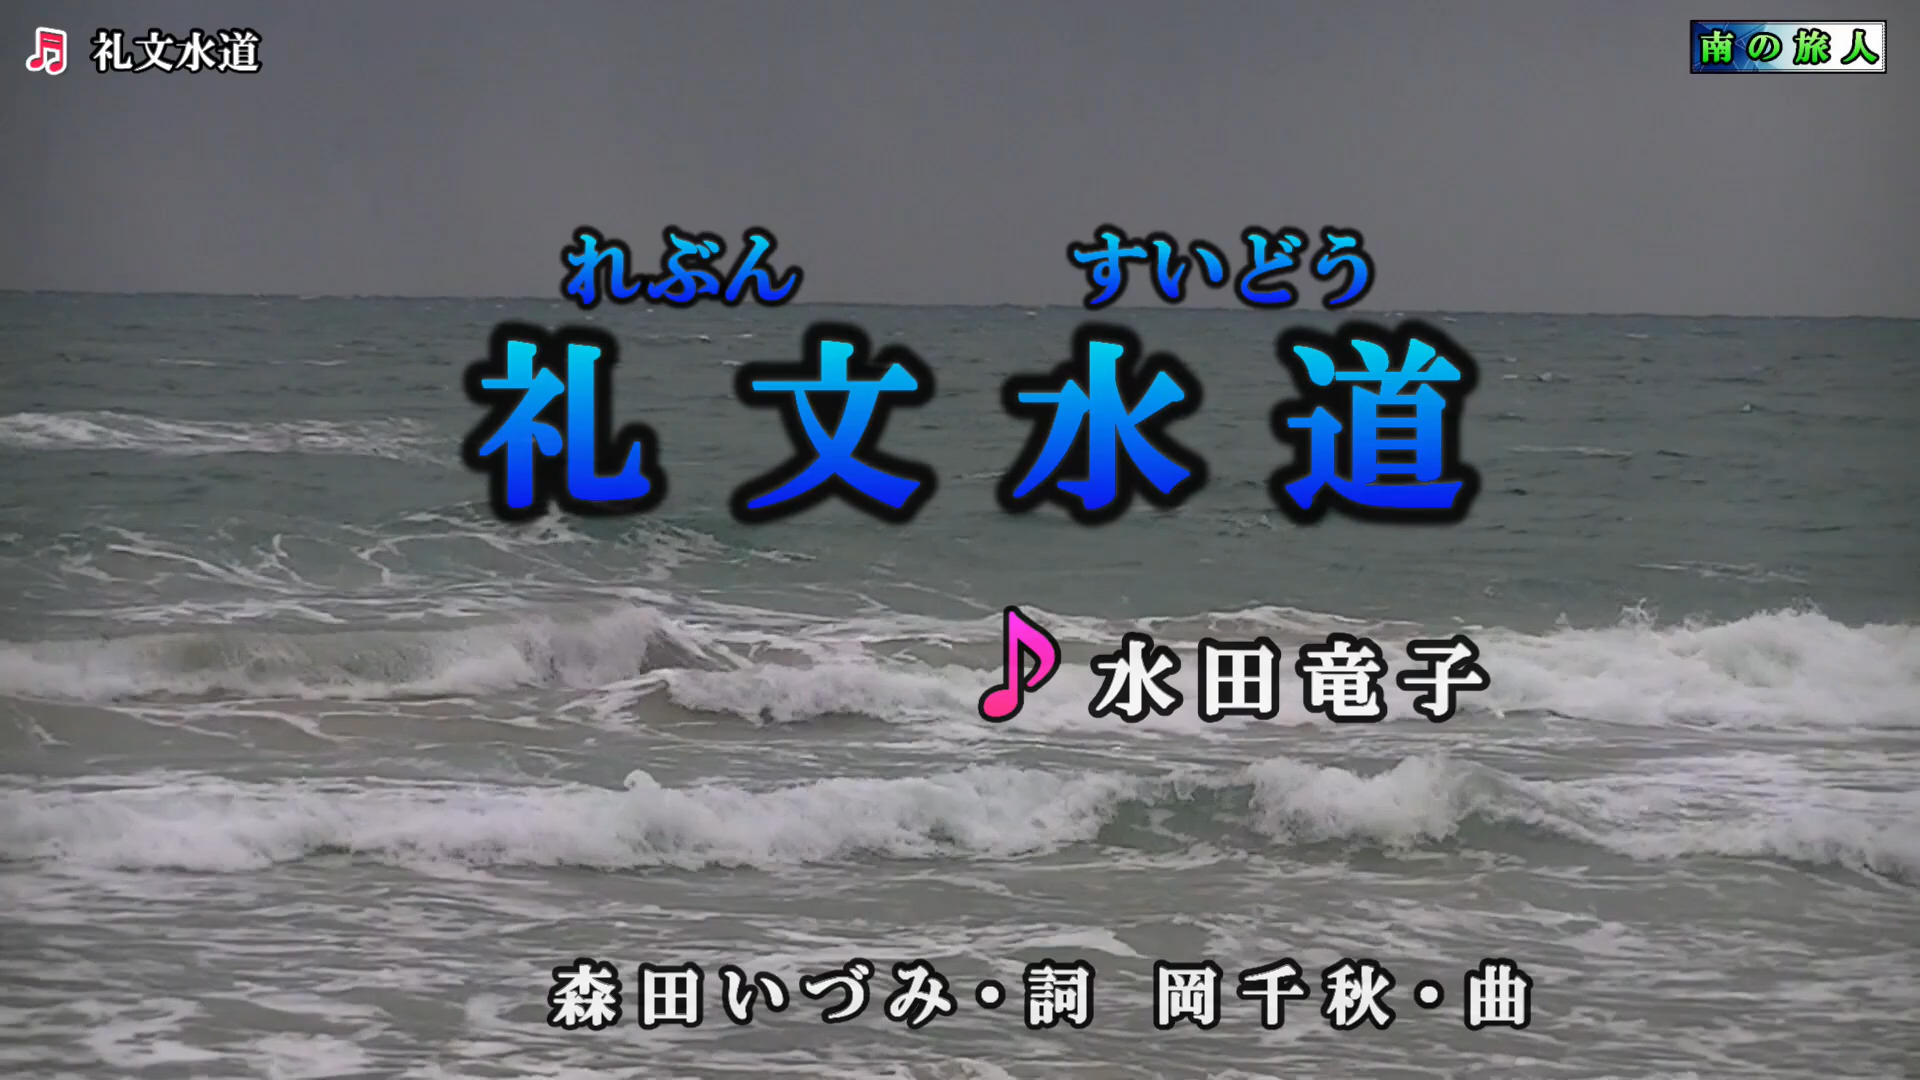 礼文水道
南の旅人
れぶん すいどう
礼文水道
水田竜子
森田いづみ・詞 岡千秋・曲